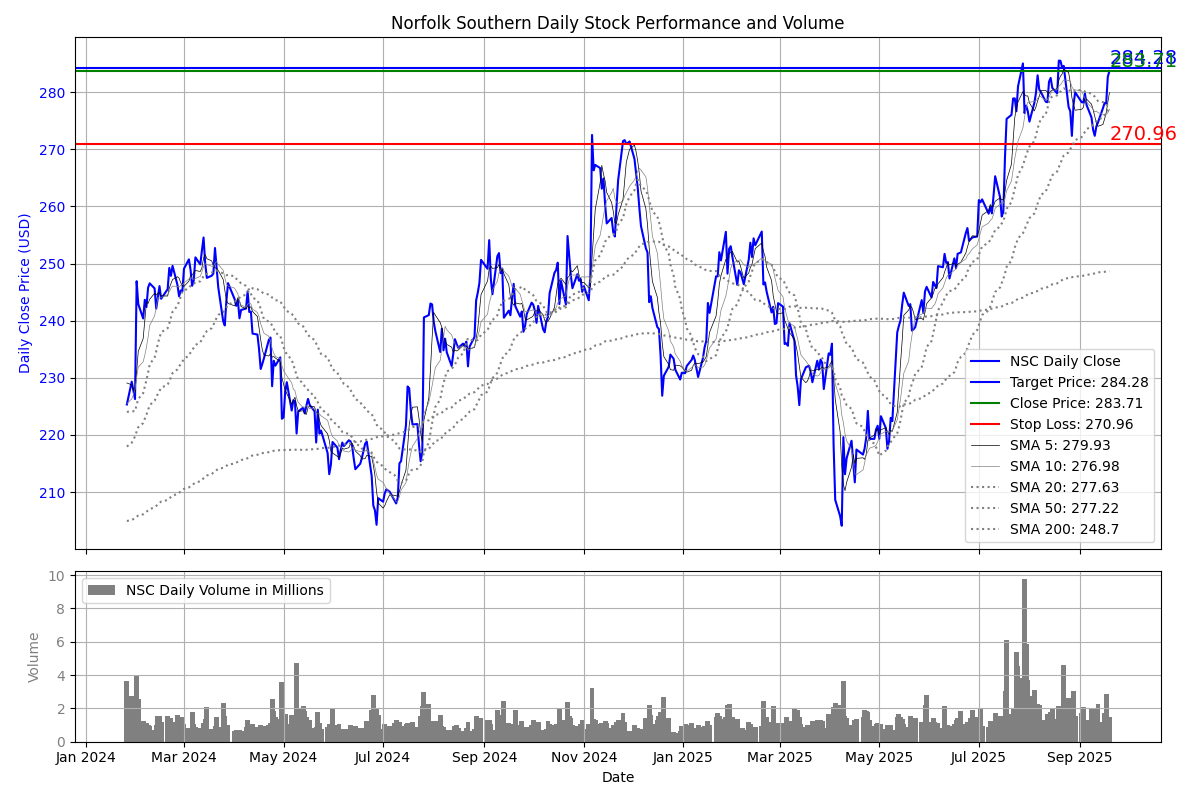 Norfolk Southern Daily Stock Performance and Volume
284.28
283.71
270.96
Daily Close Price (USD)
280
270
260
250
240
230
220
210
NSC Daily Close
Target Price: 284.28
Close Price: 283.71
Stop Loss: 270.96
SMA 5: 279.93
SMA 10: 276.98
SMA 20: 277.63
SMA 50: 277.22
SMA 200: 248.7
NSC Daily Volume in Millions
Volume
10
8
6
4
2
0
Jan 2024 Mar 2024 May 2024 Jul 2024 Sep 2024 Nov 2024 Jan 2025 Mar 2025 May 2025 Jul 2025 Sep 2025
Date